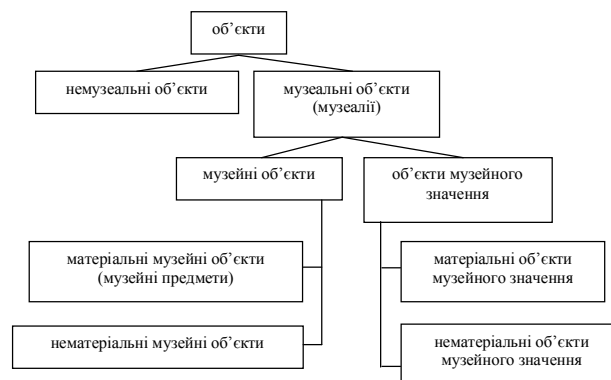 об’єкти
немузеальні об’єкти
музеальні об’єкти
(музеалії)
музейні об’єкти
об’єкти музейного
значення
матеріальні музейні об’єкти
(музейні предмети)
матеріальні об’єкти
музейного значення
нематеріальні музейні об’єкти
нематеріальні об’єкти
музейного значення